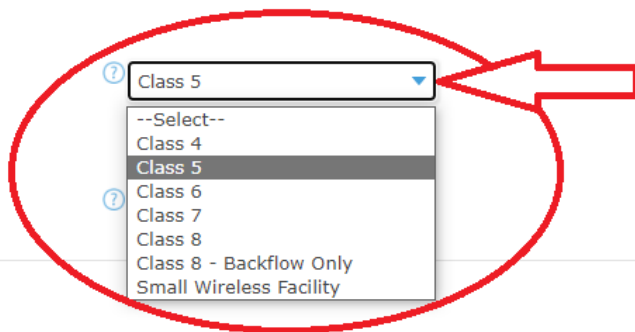 ? Class 5
--Select--
Class 4
Class 5
Class 6
Class 7
?
Class 8
Class 8 - Backflow Only
Small Wireless Facility